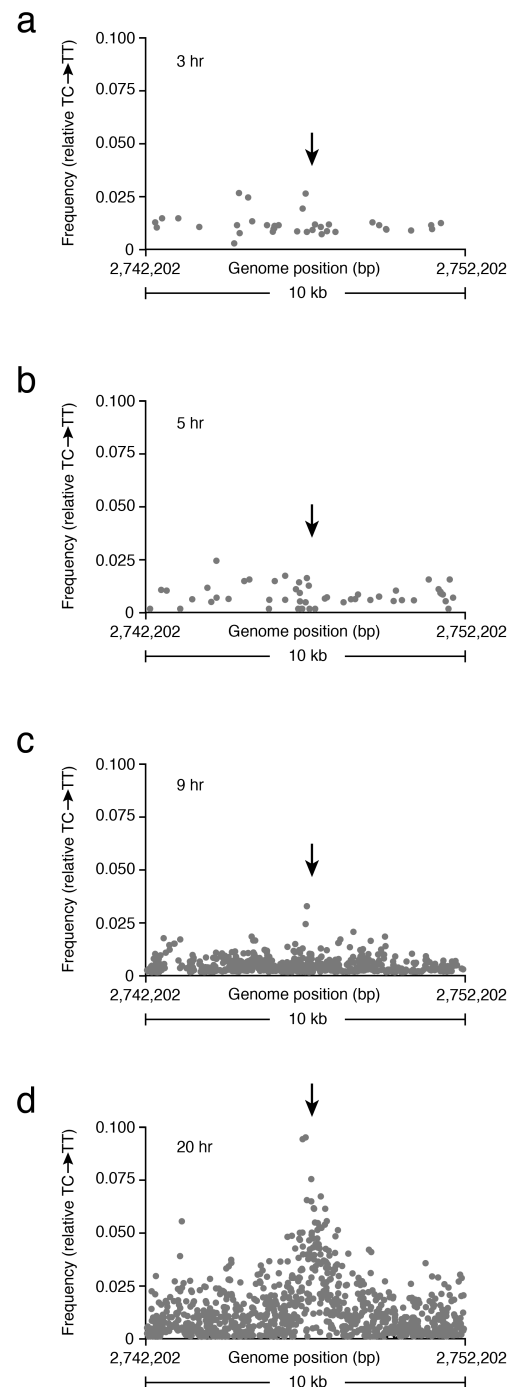 a
Frequency (relative TC→TT)
0.100
0.075
0.050
0.025
0
3 hr
2,742,202 Genome position (bp) 2,752,202
10 kb
b
Frequency (relative TC→TT)
0.100
0.075
0.050
0.025
0
5 hr
2,742,202 Genome position (bp) 2,752,202
10 kb
c
Frequency (relative TC→TT)
0.100
0.075
0.050
0.025
0
9 hr
2,742,202 Genome position (bp) 2,752,202
10 kb
d
Frequency (relative TC→TT)
0.100
0.075
0.050
0.025
0
20 hr
2,742,202 Genome position (bp) 2,752,202
10 kb